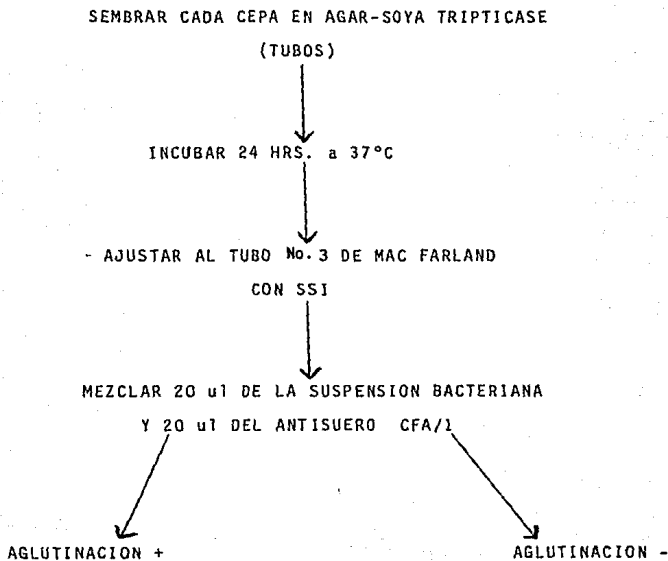 SEMBRAR CADA CEPA EN AGAR-SOYA TRIPTICASE
(TUBOS)
INCUBAR 24 HRS. a 37°C
- AJUSTAR AL TUBO No. 3 DE MAC FARLAND
CON SSI
MEZCLAR 20 ul DE LA SUSPENSION BACTERIANA
Y 20 ul DEL ANTISUERO CFA/1
AGLUTINACION +
AGLUTINACION -